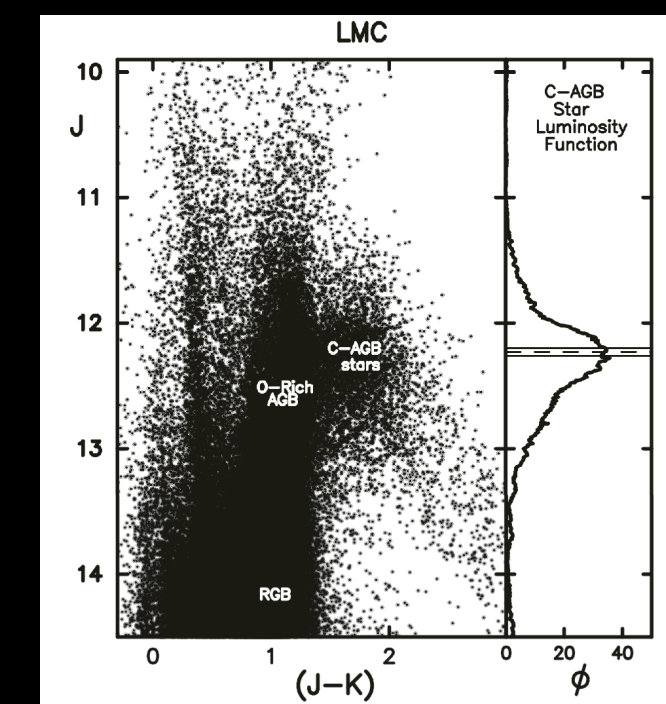 LMC
10
J
11
12
13
14
C-AGB
stars
O-Rich
AGB
RGB
0
1
2
(J-K)
C-AGB
Star
Luminosity
Function
0
20
40
ϕ